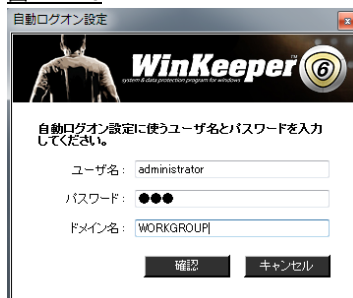 自動ログオン設定
WinKeeper 6
system & data protection program for windows
自動ログオン設定に使うユーザ名とパスワードを入力
してください。
ユーザ名: administrator
パスワード: ●●●
ドメイン名: WORKGROUP
確認 キャンセル